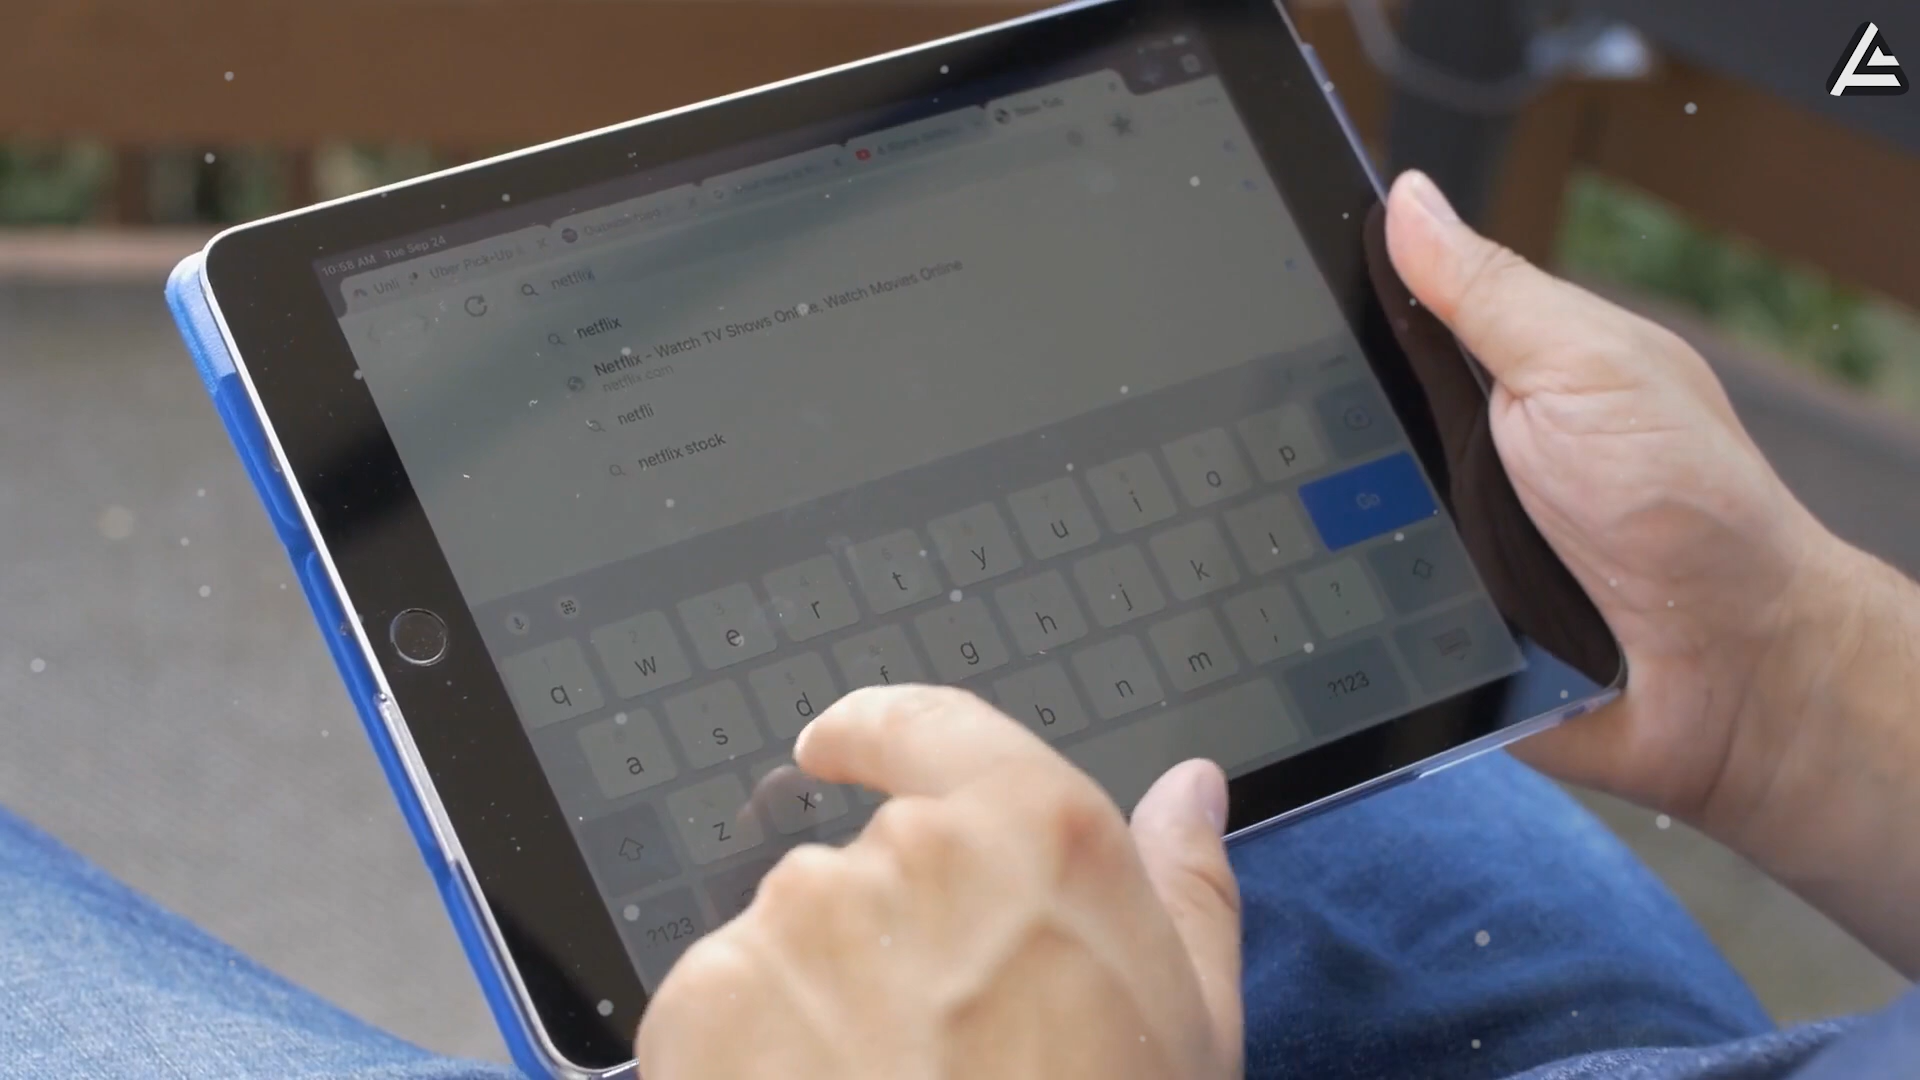 10:58 AM Tue Sep 24
Unli
Uber Pick-Up
netflix
netflix
Netflix - Watch TV Shows Online, Watch Movies Online
netflix.com
netfli
netflix stock
q w e r t y u i o p
a s d f g h j k l Go
z x b n m ! , ? .
?123 ?123